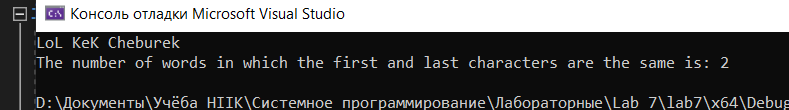 Консоль отладки Microsoft Visual Studio
LoL KeK Cheburek
The number of words in which the first and last characters are the same is: 2
D:\Документы\Учёба НІІК\Системное программирование\Лабораторные\Lab 7\lab7\x64\Debug